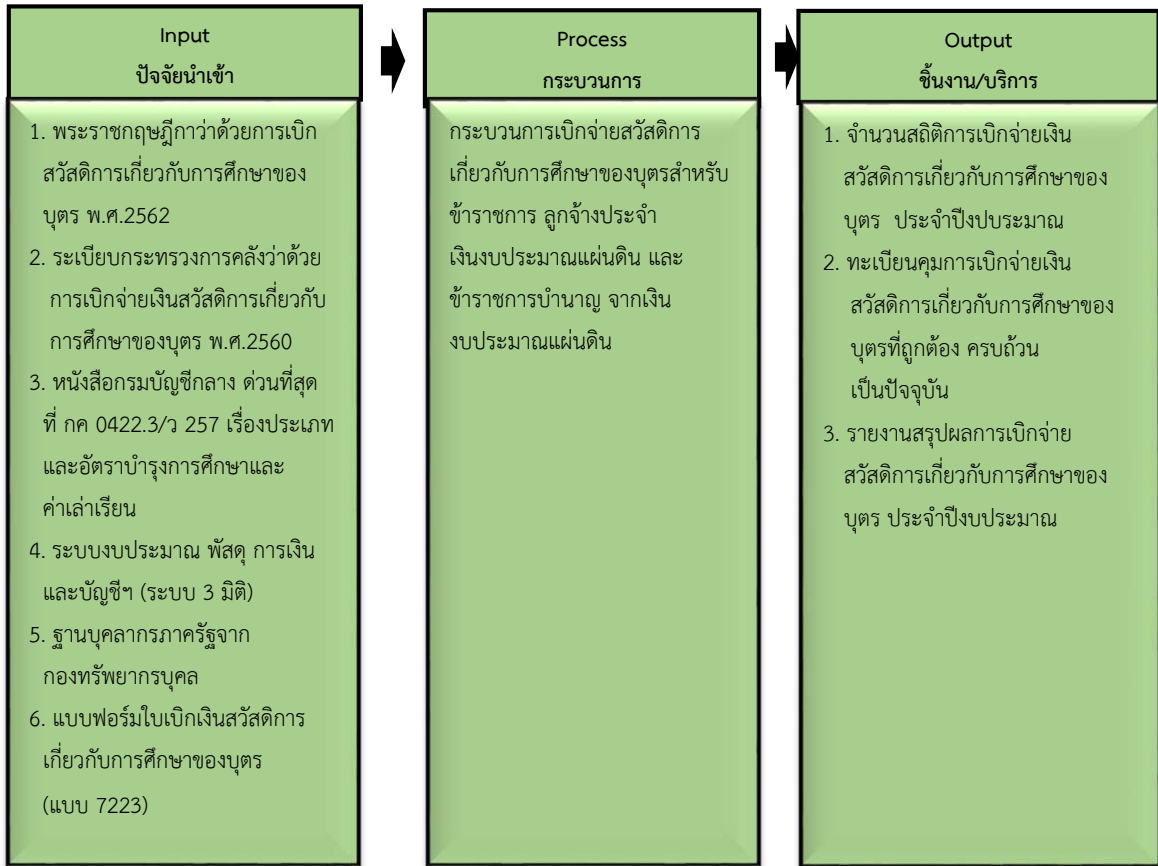 Input
ปัจจัยนำเข้า
1. พระราชกฤษฎีกาว่าด้วยการเบิก
สวัสดิการเกี่ยวกับการศึกษาของ
บุตร พ.ศ.2562
2. ระเบียบกระทรวงการคลังว่าด้วย
การเบิกจ่ายเงินสวัสดิการเกี่ยวกับ
การศึกษาของบุตร พ.ศ.2560
3. หนังสือกรมบัญชีกลาง ด่วนที่สุด
ที่ กค 0422.3/ว 257 เรื่องประเภท
และอัตราบำรุงการศึกษาและ
ค่าเล่าเรียน
4. ระบบงบประมาณ พัสดุ การเงิน
และบัญชีฯ (ระบบ 3 มิติ)
5. ฐานบุคลากรภาครัฐจาก
กองทรัพยากรบุคล
6. แบบฟอร์มใบเบิกเงินสวัสดิการ
เกี่ยวกับการศึกษาของบุตร
(แบบ 7223)
Process
กระบวนการ
กระบวนการเบิกจ่ายสวัสดิการ
เกี่ยวกับการศึกษาของบุตรสำหรับ
ข้าราชการ ลูกจ้างประจำ
เงินงบประมาณแผ่นดิน และ
ข้าราชการบำนาญ จากเงิน
งบประมาณแผ่นดิน
Output
ชิ้นงาน/บริการ
1. จำนวนสถิติการเบิกจ่ายเงิน
สวัสดิการเกี่ยวกับการศึกษาของ
บุตร ประจำปีงปบระมาณ
2. ทะเบียนคุมการเบิกจ่ายเงิน
สวัสดิการเกี่ยวกับการศึกษาของ
บุตรที่ถูกต้อง ครบถ้วน
เป็นปัจจุบัน
3. รายงานสรุปผลการเบิกจ่าย
สวัสดิการเกี่ยวกับการศึกษาของ
บุตร ประจำปีงบประมาณ